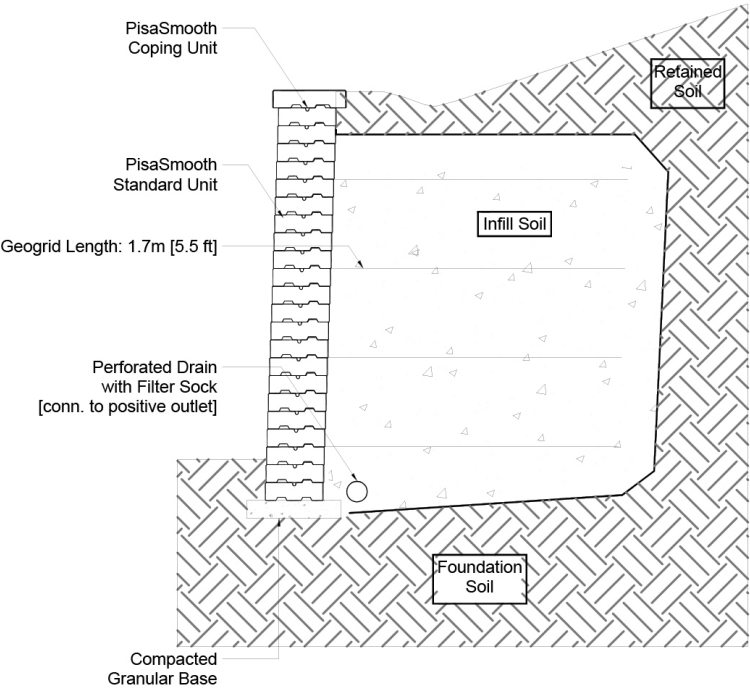 PisaSmooth
Coping Unit
Retained
Soil
PisaSmooth
Standard Unit
Infill Soil
Geogrid Length: 1.7m [5.5 ft]
Perforated Drain
with Filter Sock
[conn. to positive outlet]
Foundation
Soil
Compacted
Granular Base